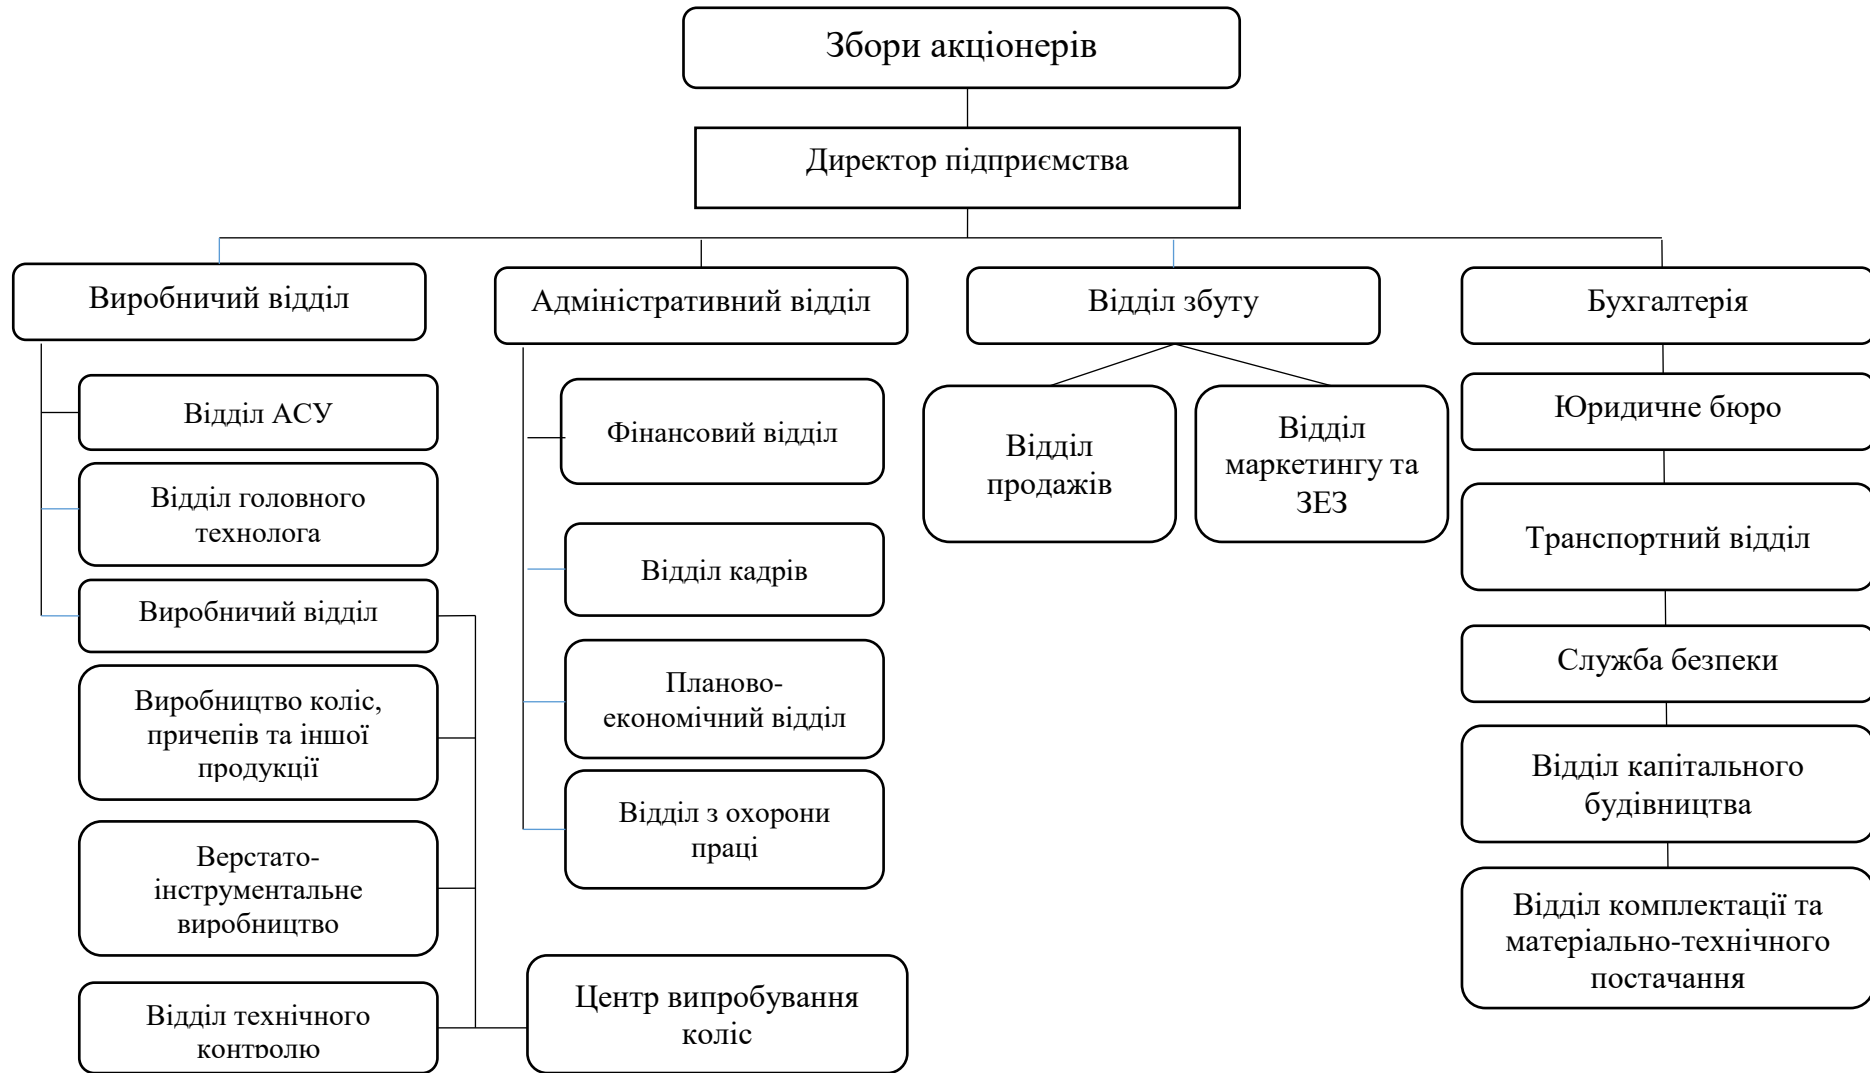 Збори акціонерів
Директор підприємства
Виробничий відділ
Адміністративний відділ
Відділ збуту
Бухгалтерія
Відділ АСУ
Відділ головного
технолога
Виробничий відділ
Виробництво коліс,
причепів та іншої
продукції
Верстато-
інструментальне
виробництво
Відділ технічного
контролю
Центр випробування
коліс
Фінансовий відділ
Відділ кадрів
Планово-
економічний відділ
Відділ з охорони
праці
Відділ
продажів
Відділ
маркетингу та
ЗЕЗ
Юридичне бюро
Транспортний відділ
Служба безпеки
Відділ капітального
будівництва
Відділ комплектації та
матеріально-технічного
постачання